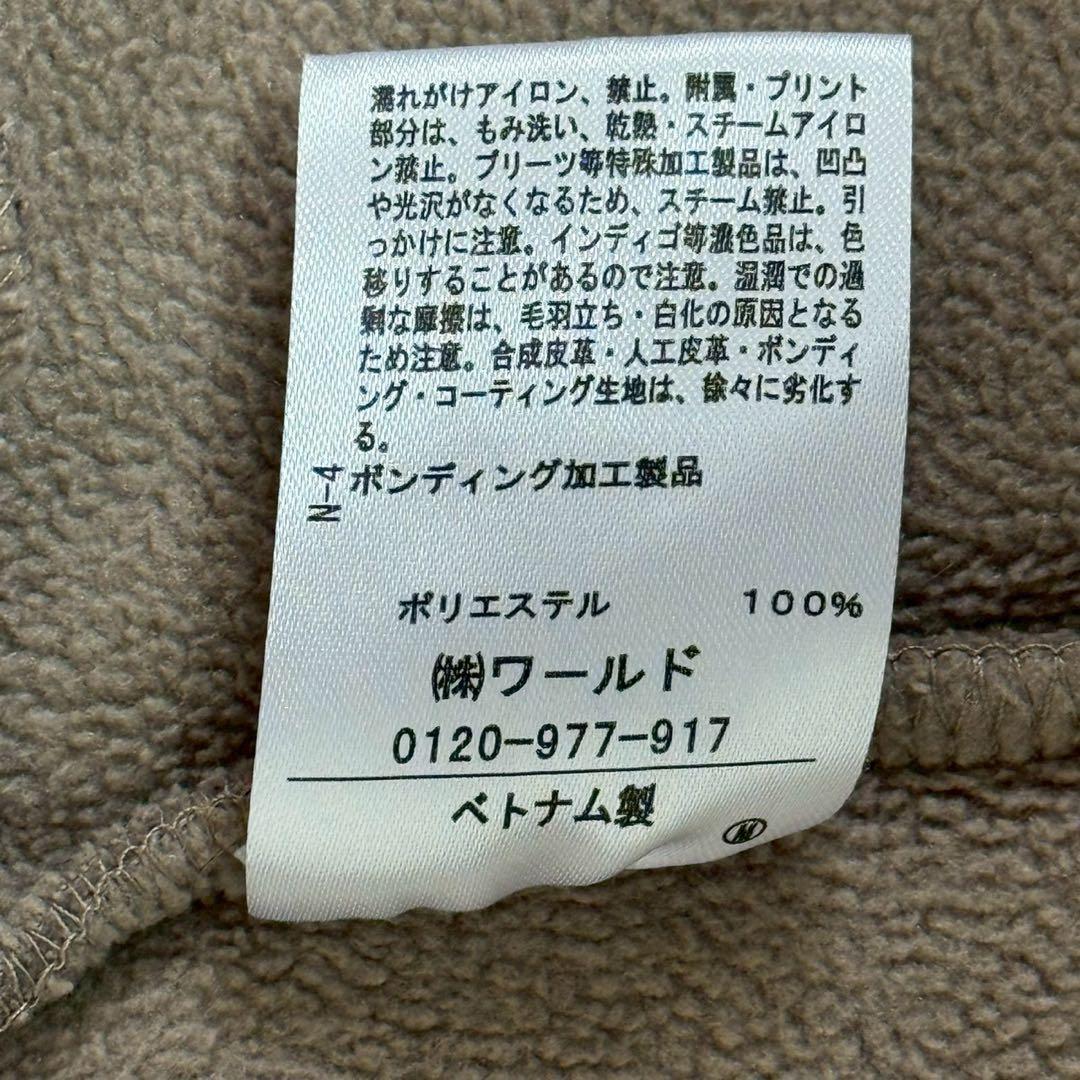 濡れがけアイロン、禁止。附属・プリント
部分は、もみ洗い、乾熱・スチームアイロ
ン禁止。プリーツ等特殊加工製品は、凹凸
や光沢がなくなるため、スチーム禁止。引
っかけに注意。インディゴ等濃色品は、色
移りすることがあるので注意。湿潤での過
剰な摩擦は、毛羽立ち・白化の原因となる
ため注意。合成皮革・人工皮革・ボンディ
ング・コーティング生地は、徐々に劣化す
る。
N-4
ボンディング加工製品
ポリエステル 100%
㈱ワールド
0120-977-917
ベトナム製
M